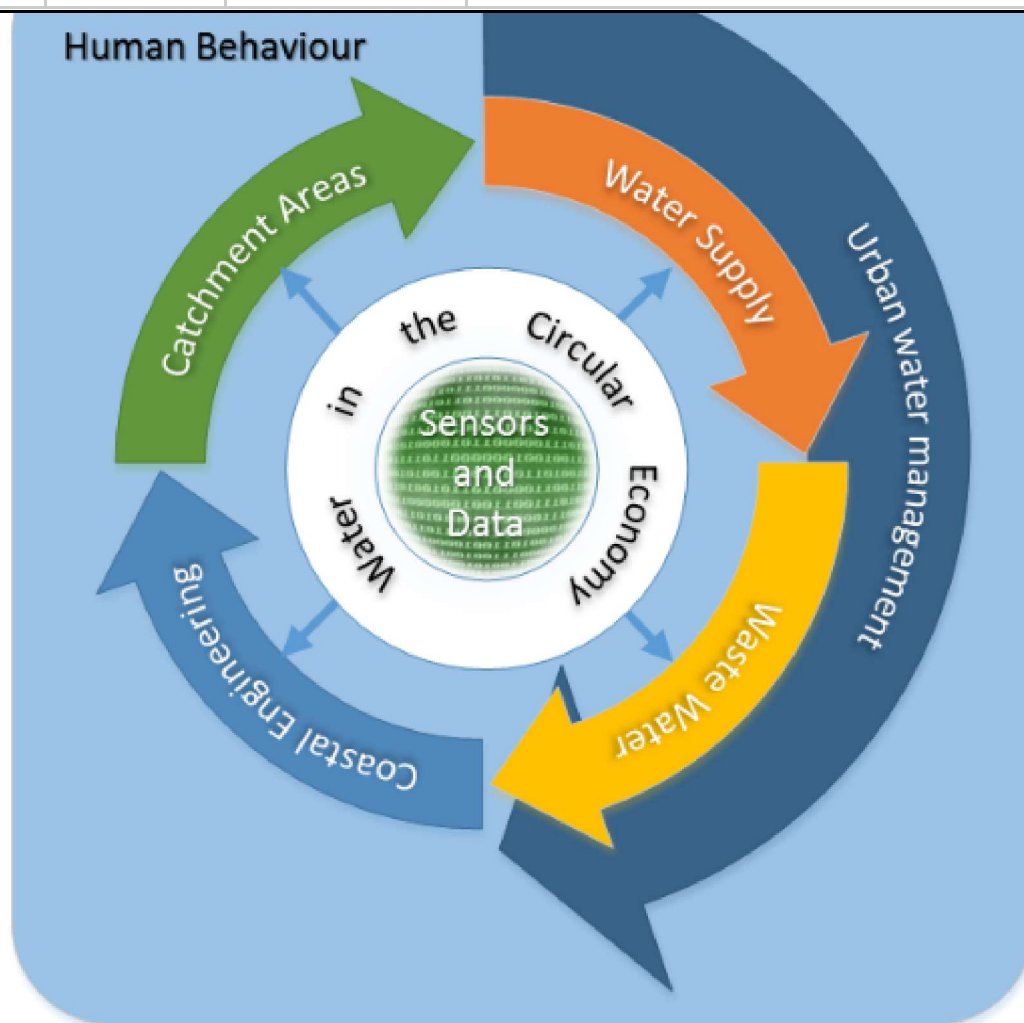 Human Behaviour
Catchment Areas
Water Supply
Urban water management
Water in the Circular Economy
Sensors
and
Data
Waste Water
Coastal Engineering